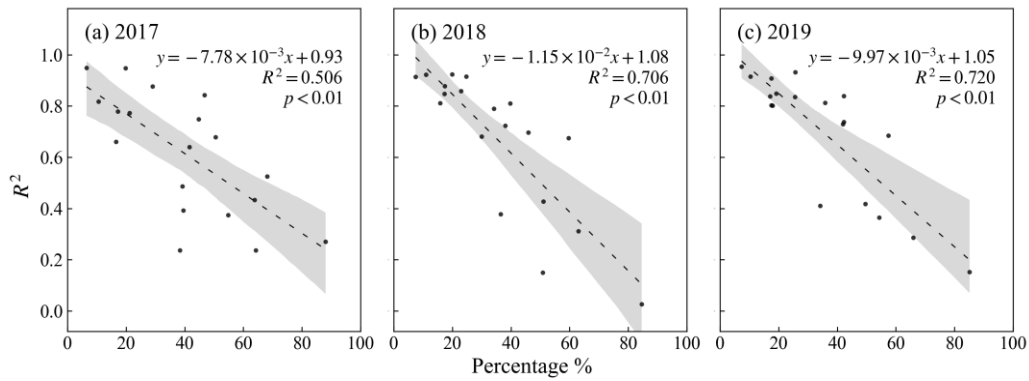 (a) 2017
y = −7.78 × 10⁻³x + 0.93
R² = 0.506
p < 0.01
(b) 2018
y = −1.15 × 10⁻²x + 1.08
R² = 0.706
p < 0.01
(c) 2019
y = −9.97 × 10⁻³x + 1.05
R² = 0.720
p < 0.01
R²
1.0
0.8
0.6
0.4
0.2
0.0
0 20 40 60 80 100
0 20 40 60 80 100
0 20 40 60 80 100
Percentage %